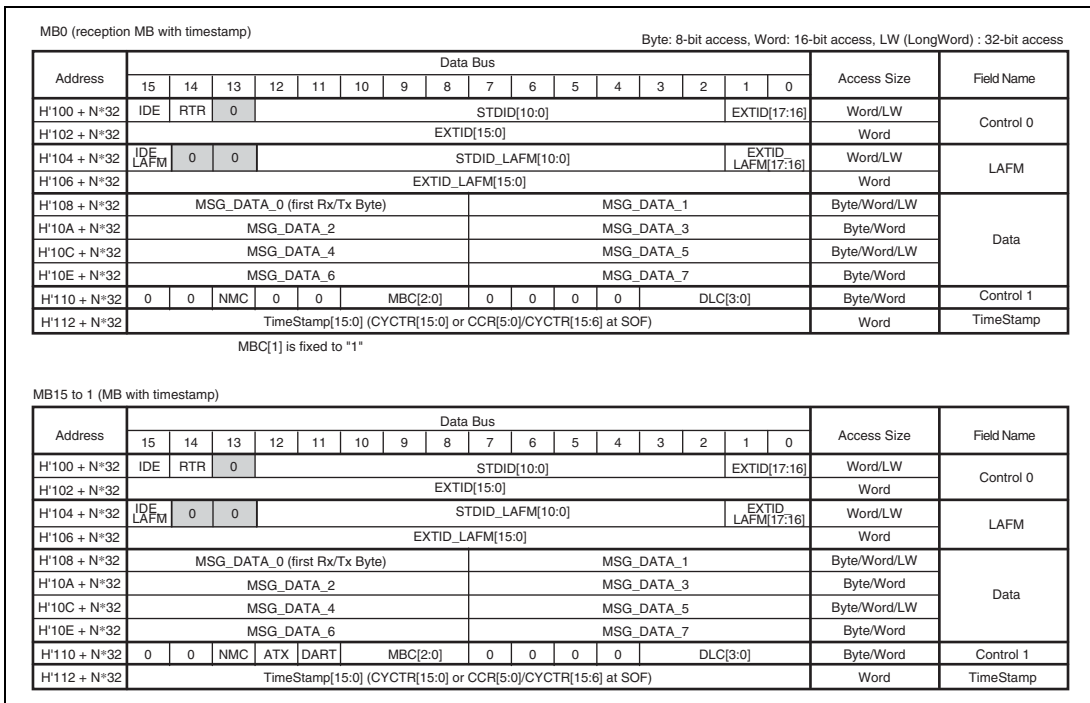 MB0 (reception MB with timestamp)
Byte: 8-bit access, Word: 16-bit access, LW (LongWord) : 32-bit access
Address Data Bus Access Size Field Name
15 14 13 12 11 10 9 8 7 6 5 4 3 2 1 0
H'100 + N*32 IDE RTR 0 STDID[10:0] EXTID[17:16] Word/LW Control 0
H'102 + N*32 EXTID[15:0] Word
H'104 + N*32 IDE_LAFM 0 0 STDID_LAFM[10:0] EXTID_LAFM[17:16] Word/LW LAFM
H'106 + N*32 EXTID_LAFM[15:0] Word
H'108 + N*32 MSG_DATA_0 (first Rx/Tx Byte) MSG_DATA_1 Byte/Word/LW Data
H'10A + N*32 MSG_DATA_2 MSG_DATA_3 Byte/Word
H'10C + N*32 MSG_DATA_4 MSG_DATA_5 Byte/Word/LW
H'10E + N*32 MSG_DATA_6 MSG_DATA_7 Byte/Word
H'110 + N*32 0 0 NMC 0 0 MBC[2:0] 0 0 0 0 DLC[3:0] Byte/Word Control 1
H'112 + N*32 TimeStamp[15:0] (CYCTR[15:0] or CCR[5:0]/CYCTR[15:6] at SOF) Word TimeStamp
MBC[1] is fixed to "1"
MB15 to 1 (MB with timestamp)
Address Data Bus Access Size Field Name
15 14 13 12 11 10 9 8 7 6 5 4 3 2 1 0
H'100 + N*32 IDE RTR 0 STDID[10:0] EXTID[17:16] Word/LW Control 0
H'102 + N*32 EXTID[15:0] Word
H'104 + N*32 IDE_LAFM 0 0 STDID_LAFM[10:0] EXTID_LAFM[17:16] Word/LW LAFM
H'106 + N*32 EXTID_LAFM[15:0] Word
H'108 + N*32 MSG_DATA_0 (first Rx/Tx Byte) MSG_DATA_1 Byte/Word/LW Data
H'10A + N*32 MSG_DATA_2 MSG_DATA_3 Byte/Word
H'10C + N*32 MSG_DATA_4 MSG_DATA_5 Byte/Word/LW
H'10E + N*32 MSG_DATA_6 MSG_DATA_7 Byte/Word
H'110 + N*32 0 0 NMC ATX DART MBC[2:0] 0 0 0 0 DLC[3:0] Byte/Word Control 1
H'112 + N*32 TimeStamp[15:0] (CYCTR[15:0] or CCR[5:0]/CYCTR[15:6] at SOF) Word TimeStamp